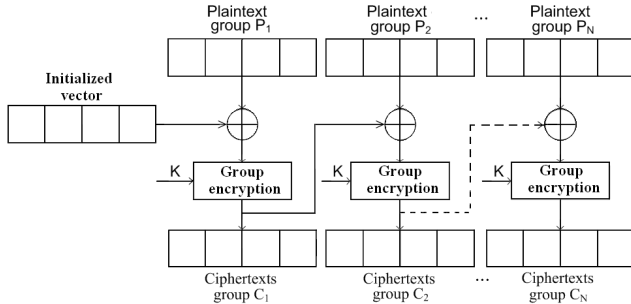 Plaintext group P1
Plaintext group P2
...
Plaintext group PN
Initialized vector
K
Group encryption
K
Group encryption
K
Group encryption
Ciphertexts group C1
Ciphertexts group C2
...
Ciphertexts group CN